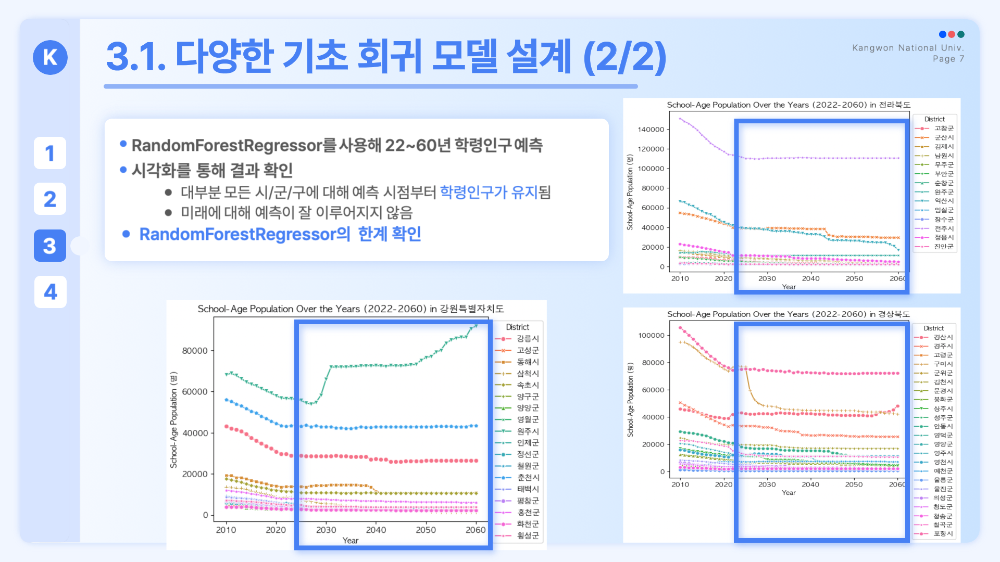 K
3.1. 다양한 기초 회귀 모델 설계 (2/2)
Kangwon National Univ.
Page 7
1
2
3
4
RandomForestRegressor를 사용해 22~60년 학령인구 예측
시각화를 통해 결과 확인
대부분 모든 시/군/구에 대해 예측 시점부터 학령인구가 유지됨
미래에 대해 예측이 잘 이루어지지 않음
RandomForestRegressor의 한계 확인
School-Age Population Over the Years (2022-2060) in 전라북도
School-Age Population (명)
140000
120000
100000
80000
60000
40000
20000
0
2010
2020
2030
2040
2050
2060
Year
District
고창군
군산시
김제시
남원시
무주군
부안군
순창군
완주군
익산시
임실군
장수군
전주시
정읍시
진안군
School-Age Population Over the Years (2022-2060) in 강원특별자치도
School-Age Population (명)
80000
60000
40000
20000
0
2010
2020
2030
2040
2050
2060
Year
District
강릉시
고성군
동해시
삼척시
속초시
양구군
양양군
영월군
원주시
인제군
정선군
철원군
춘천시
태백시
평창군
홍천군
화천군
횡성군
School-Age Population Over the Years (2022-2060) in 경상북도
School-Age Population (명)
100000
80000
60000
40000
20000
0
2010
2020
2030
2040
2050
2060
Year
District
경산시
경주시
고령군
구미시
군위군
김천시
문경시
봉화군
상주시
성주군
안동시
영덕군
영양군
영주시
영천시
예천군
울릉군
울진군
의성군
청도군
청송군
칠곡군
포항시